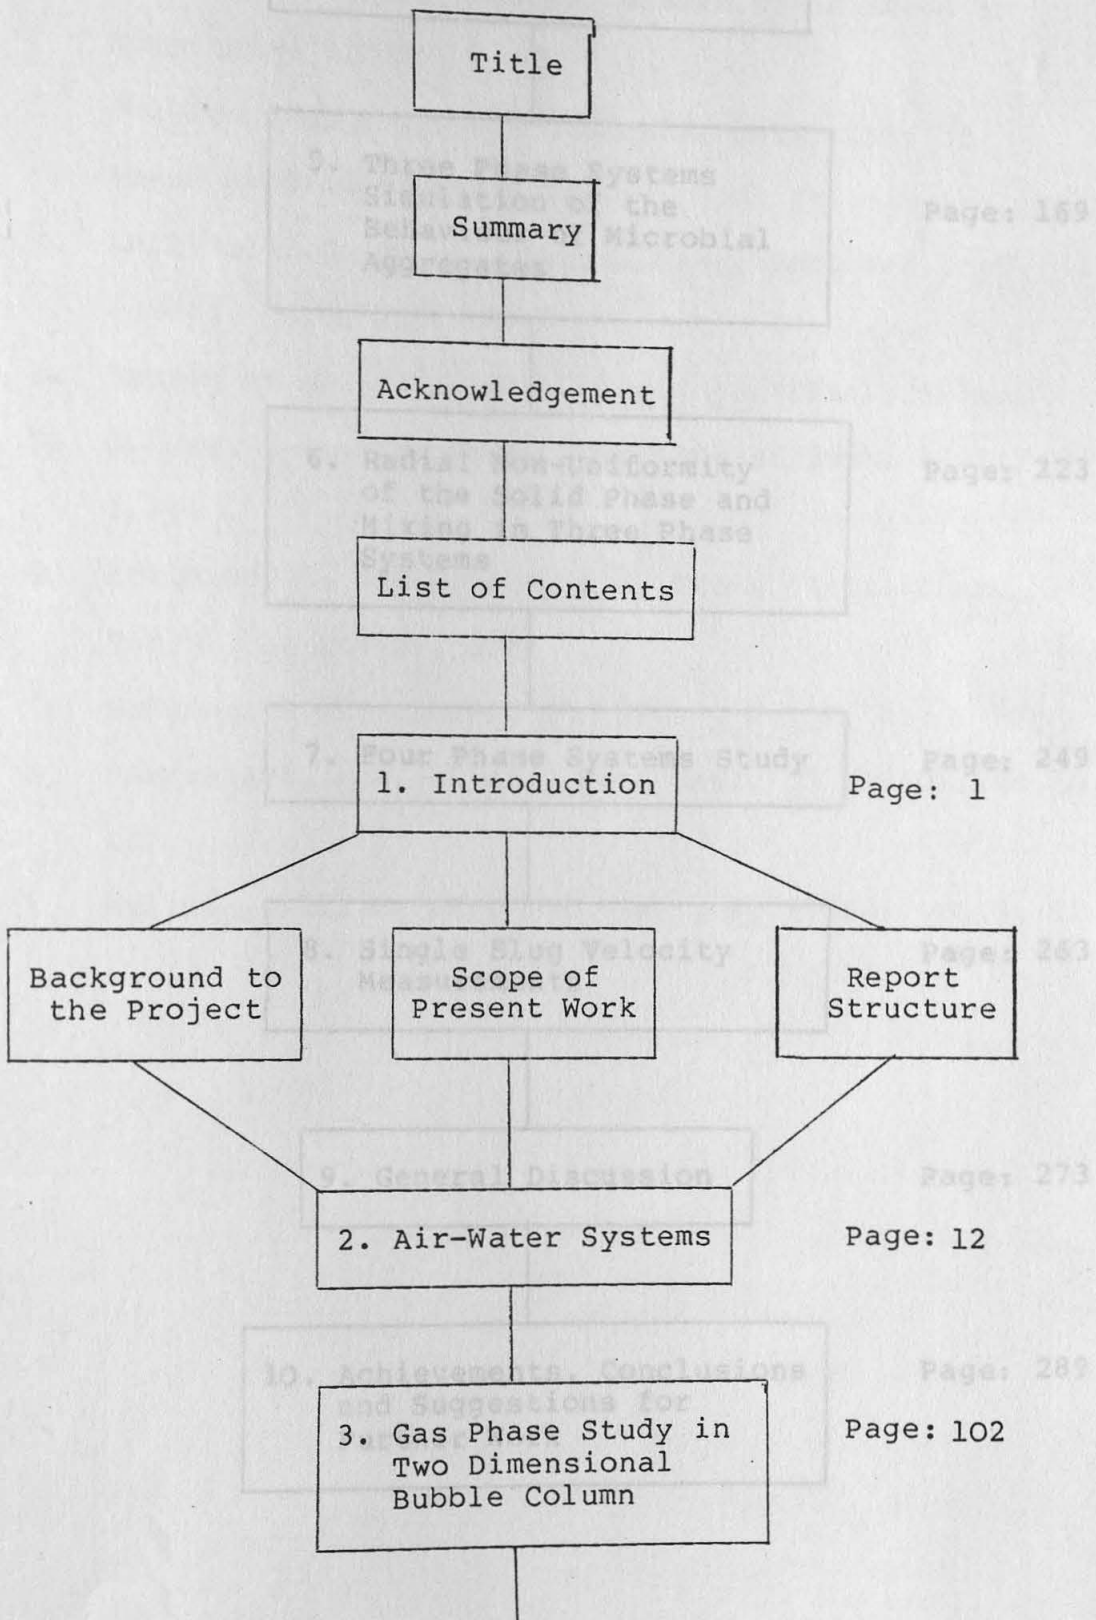 Title
Summary
Acknowledgement
List of Contents
1. Introduction
Page: 1
Background to
the Project
Scope of
Present Work
Report
Structure
2. Air-Water Systems
Page: 12
3. Gas Phase Study in
Two Dimensional
Bubble Column
Page: 102
5. Three Phase Systems
Simulation of the
Behaviour of Microbial
Aggregates
Page: 169
6. Radial Non-Uniformity
of the Solid Phase and
Mixing in Three Phase
Systems
Page: 223
7. Four Phase Systems Study
Page: 249
8. Single Slug Velocity
Measurements
Page: 263
9. General Discussion
Page: 273
10. Achievements, Conclusions
and Suggestions for
Further Work
Page: 289